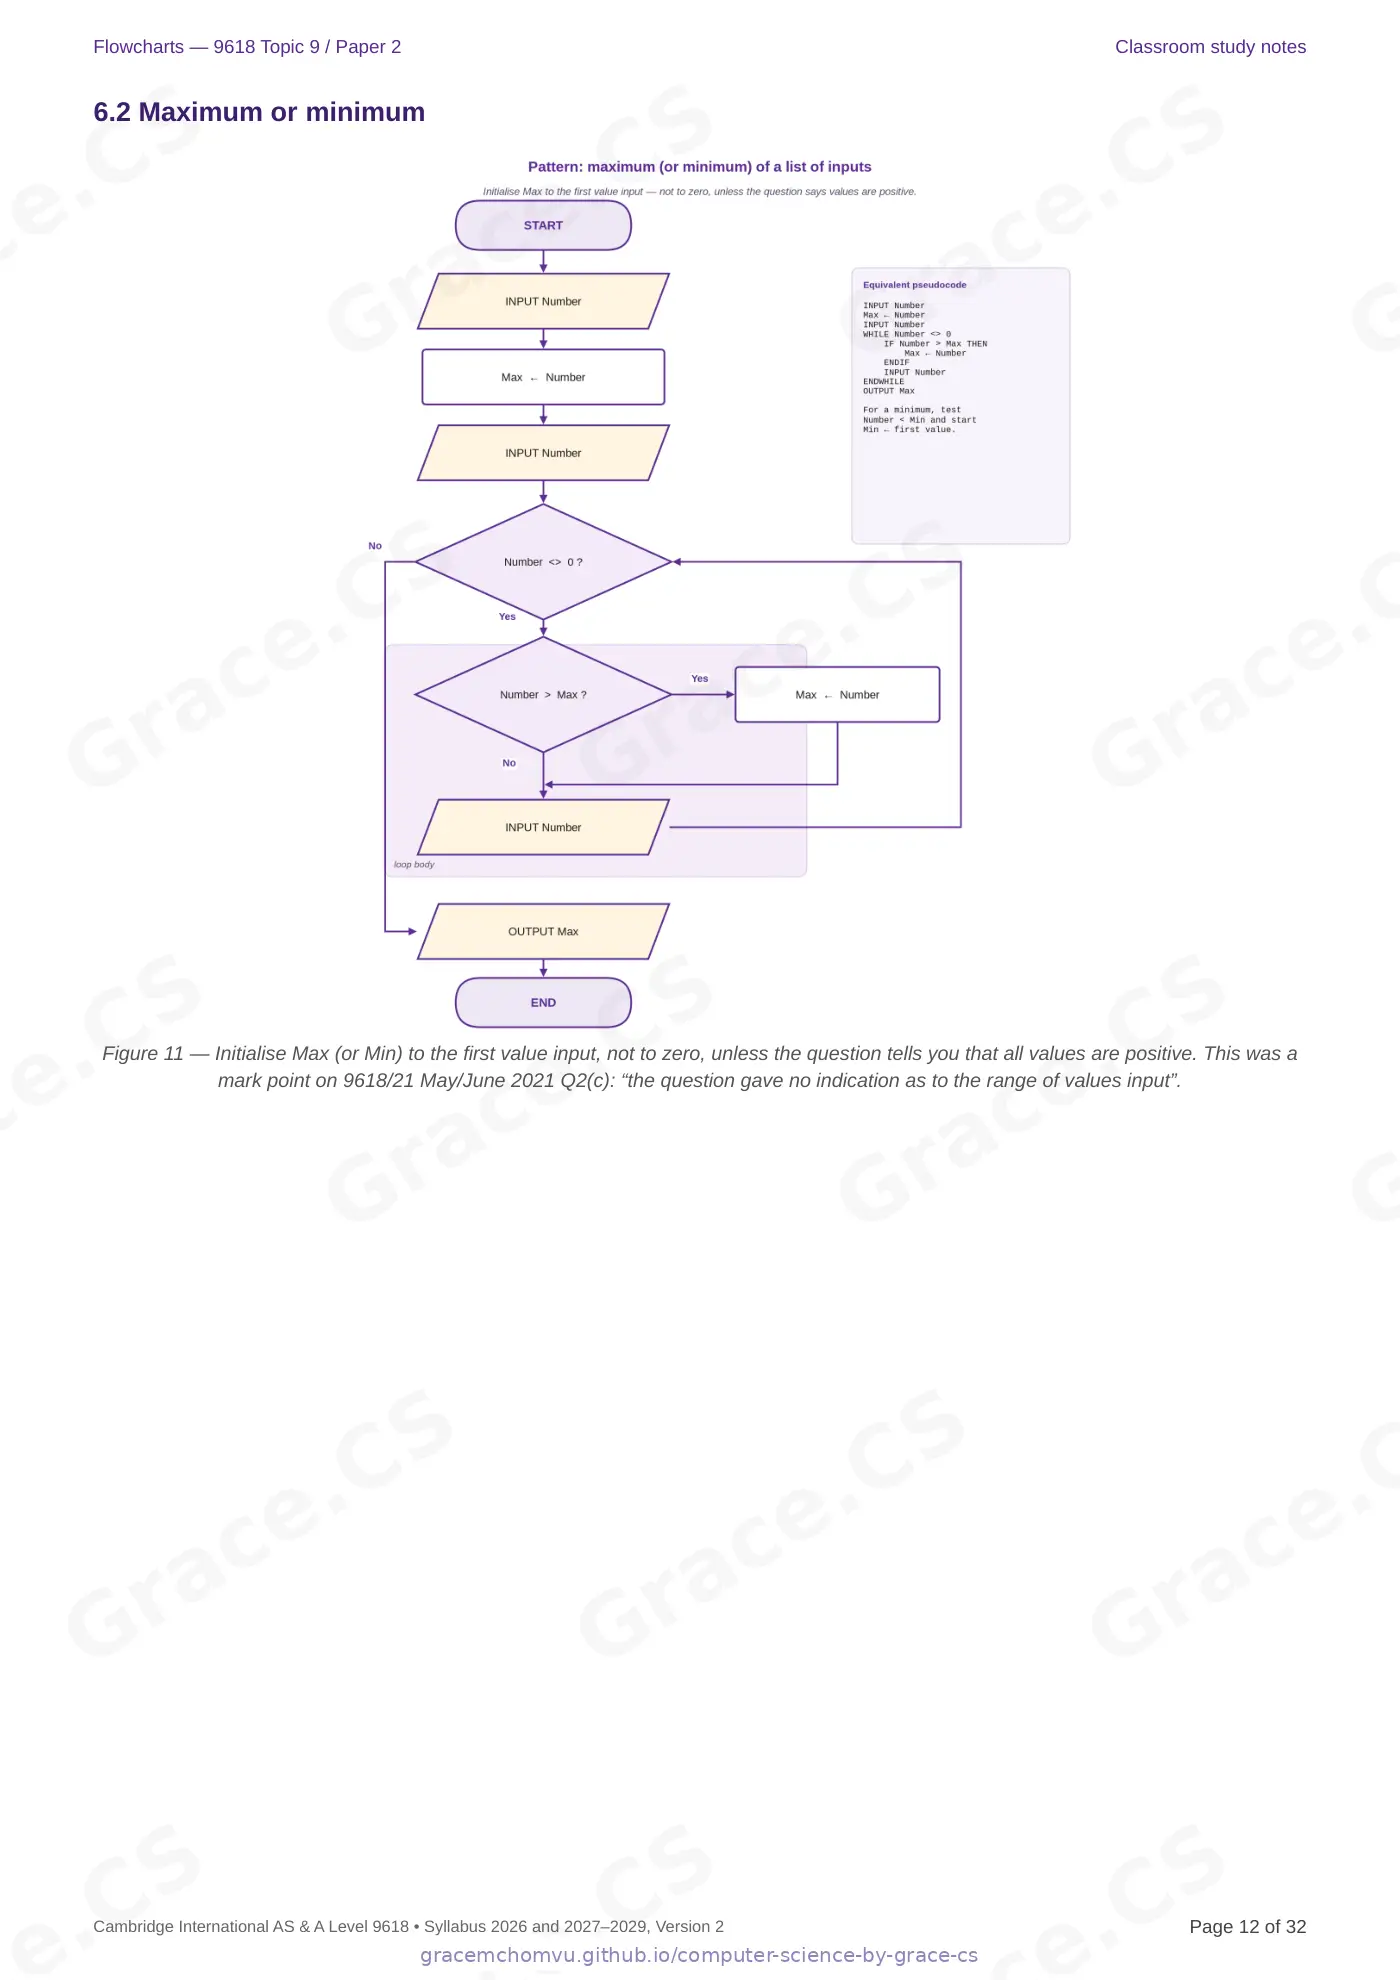 Flowcharts — 9618 Topic 9 / Paper 2
Classroom study notes
6.2 Maximum or minimum
Pattern: maximum (or minimum) of a list of inputs
Initialise Max to the first value input — not to zero, unless the question says values are positive.
START
INPUT Number
Max ← Number
INPUT Number
Number <> 0 ?
No
Yes
Number > Max ?
Yes
Max ← Number
No
INPUT Number
loop body
OUTPUT Max
END
Equivalent pseudocode
INPUT Number
Max ← Number
INPUT Number
WHILE Number <> 0
    IF Number > Max THEN
        Max ← Number
    ENDIF
    INPUT Number
ENDWHILE
OUTPUT Max
For a minimum, test
Number < Min and start
Min ← first value.
Figure 11 — Initialise Max (or Min) to the first value input, not to zero, unless the question tells you that all values are positive. This was a
mark point on 9618/21 May/June 2021 Q2(c): “the question gave no indication as to the range of values input”.
Cambridge International AS & A Level 9618 • Syllabus 2026 and 2027–2029, Version 2
Page 12 of 32
gracemchomvu.github.io/computer-science-by-grace-cs
Grace.CS